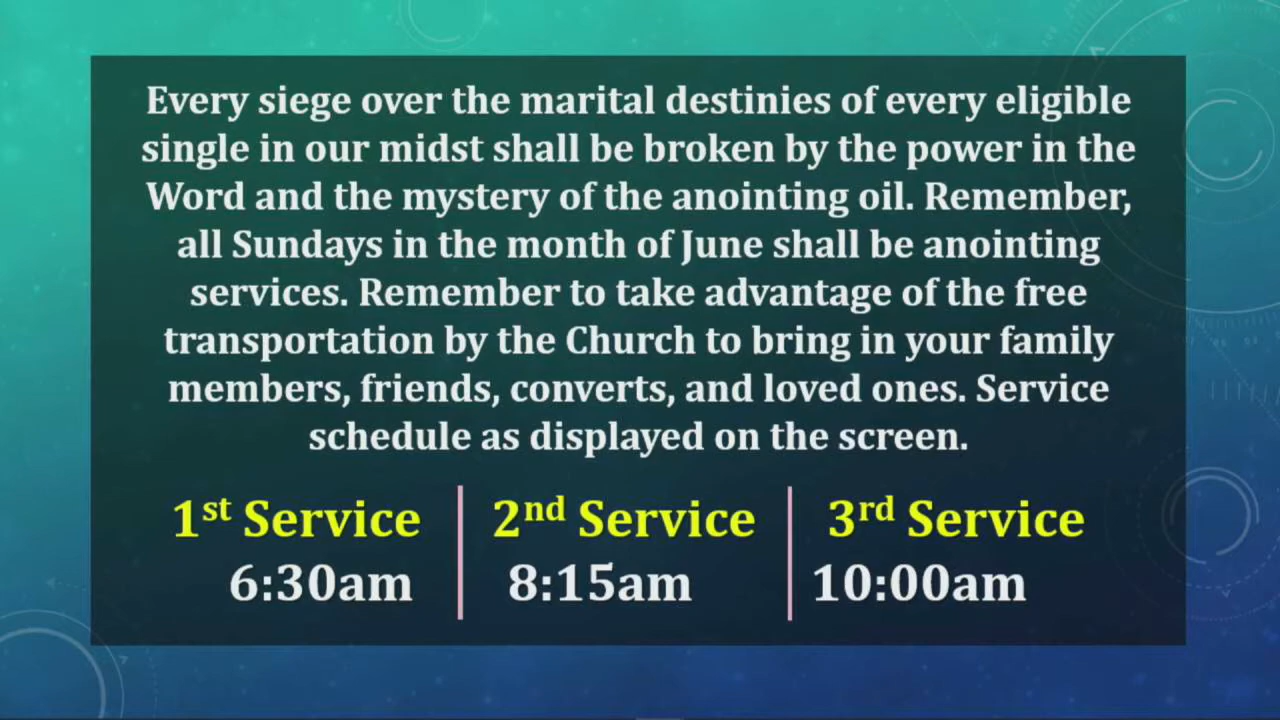 Every siege over the marital destinies of every eligible
single in our midst shall be broken by the power in the
Word and the mystery of the anointing oil. Remember,
all Sundays in the month of June shall be anointing
services. Remember to take advantage of the free
transportation by the Church to bring in your family
members, friends, converts, and loved ones. Service
schedule as displayed on the screen.
1st Service 2nd Service 3rd Service
6:30am 8:15am 10:00am